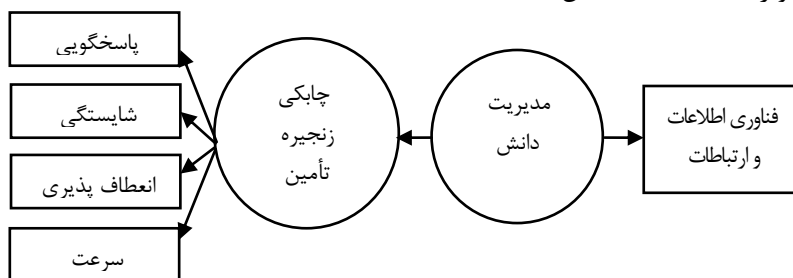 پاسخگویی
شایستگی
انعطاف پذیری
سرعت
چابکی
زنجیره
تأمین
مدیریت
دانش
فناوری اطلاعات
و ارتباطات